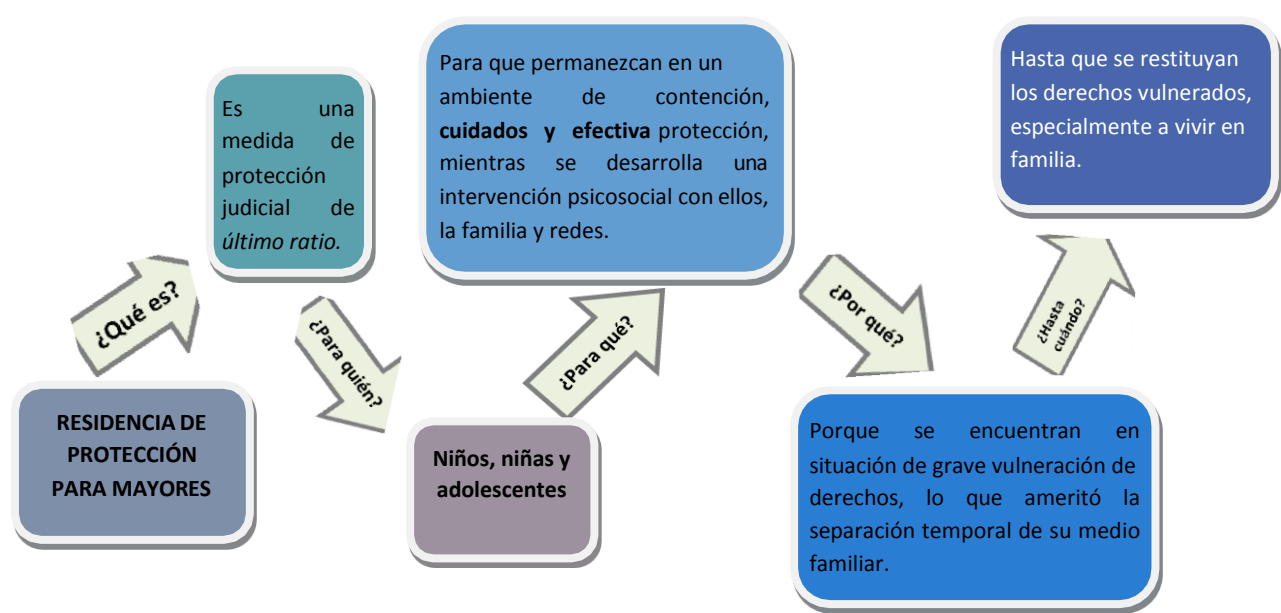 RESIDENCIA DE
PROTECCIÓN
PARA MAYORES
¿Qué es?
Es una
medida de
protección
judicial de
último ratio.
¿Para quién?
Niños, niñas y
adolescentes
¿Para qué?
Para que permanezcan en un
ambiente de contención,
cuidados y efectiva protección,
mientras se desarrolla una
intervención psicosocial con ellos,
la familia y redes.
¿Por qué?
Porque se encuentran en
situación de grave vulneración de
derechos, lo que ameritó la
separación temporal de su medio
familiar.
¿Hasta
cuándo?
Hasta que se restituyan
los derechos vulnerados,
especialmente a vivir en
familia.